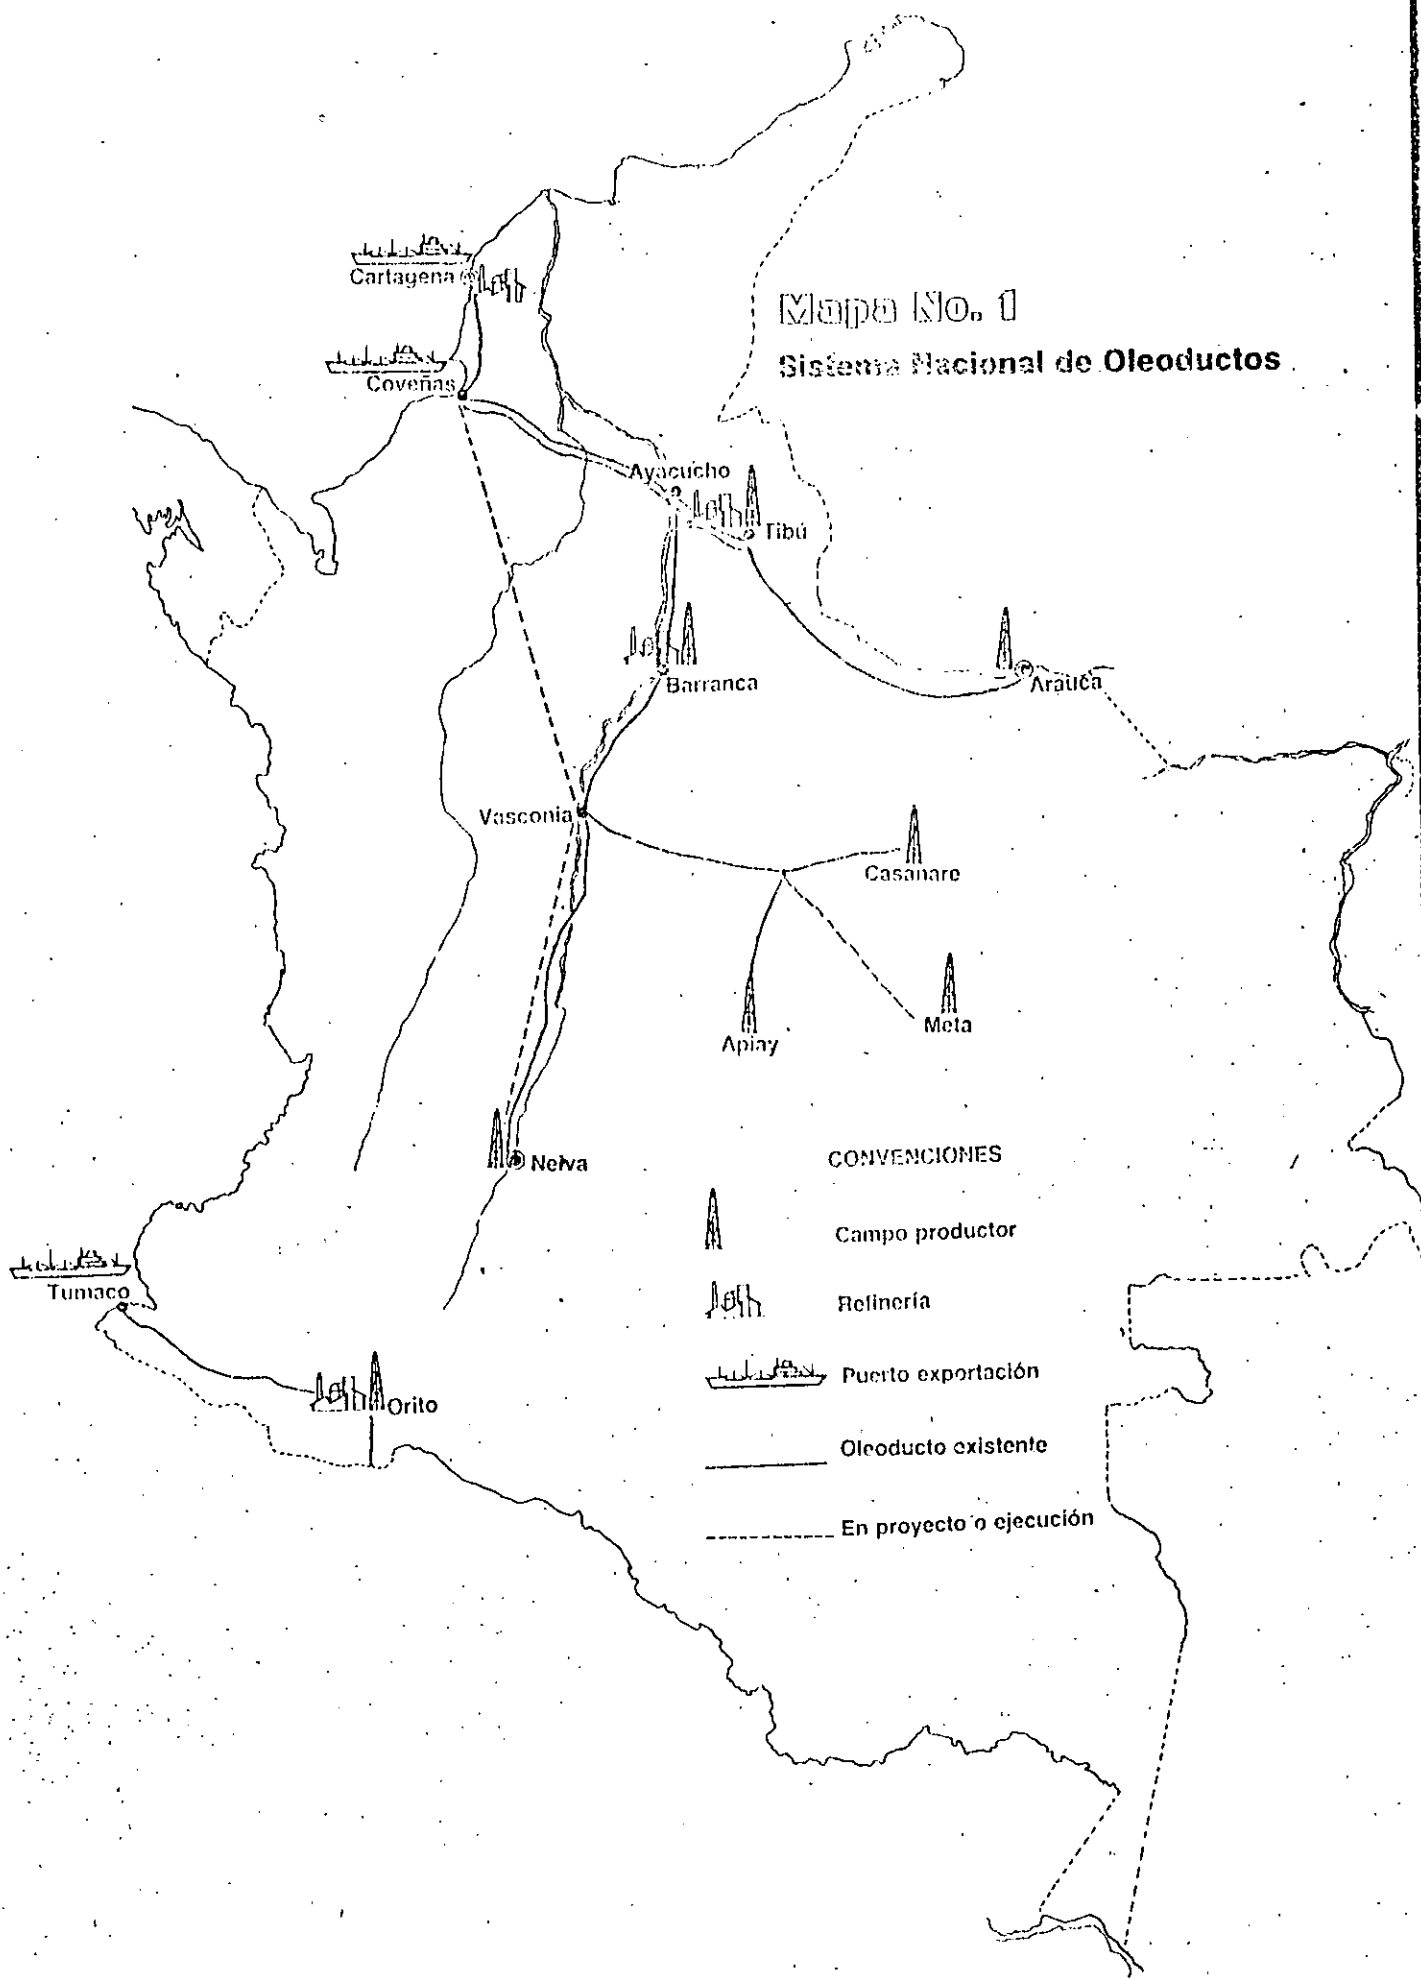 Mapa No. 1
Sistema Nacional de Oleoductos
Cartagena
Coveñas
Ayacucho
Tibú
Barranca
Arauca
Vasconia
Casanare
Meta
Apiay
Neiva
CONVENCIONES
Campo productor
Tumaco
Refinería
Puerto exportación
Orito
Oleoducto existente
En proyecto o ejecución